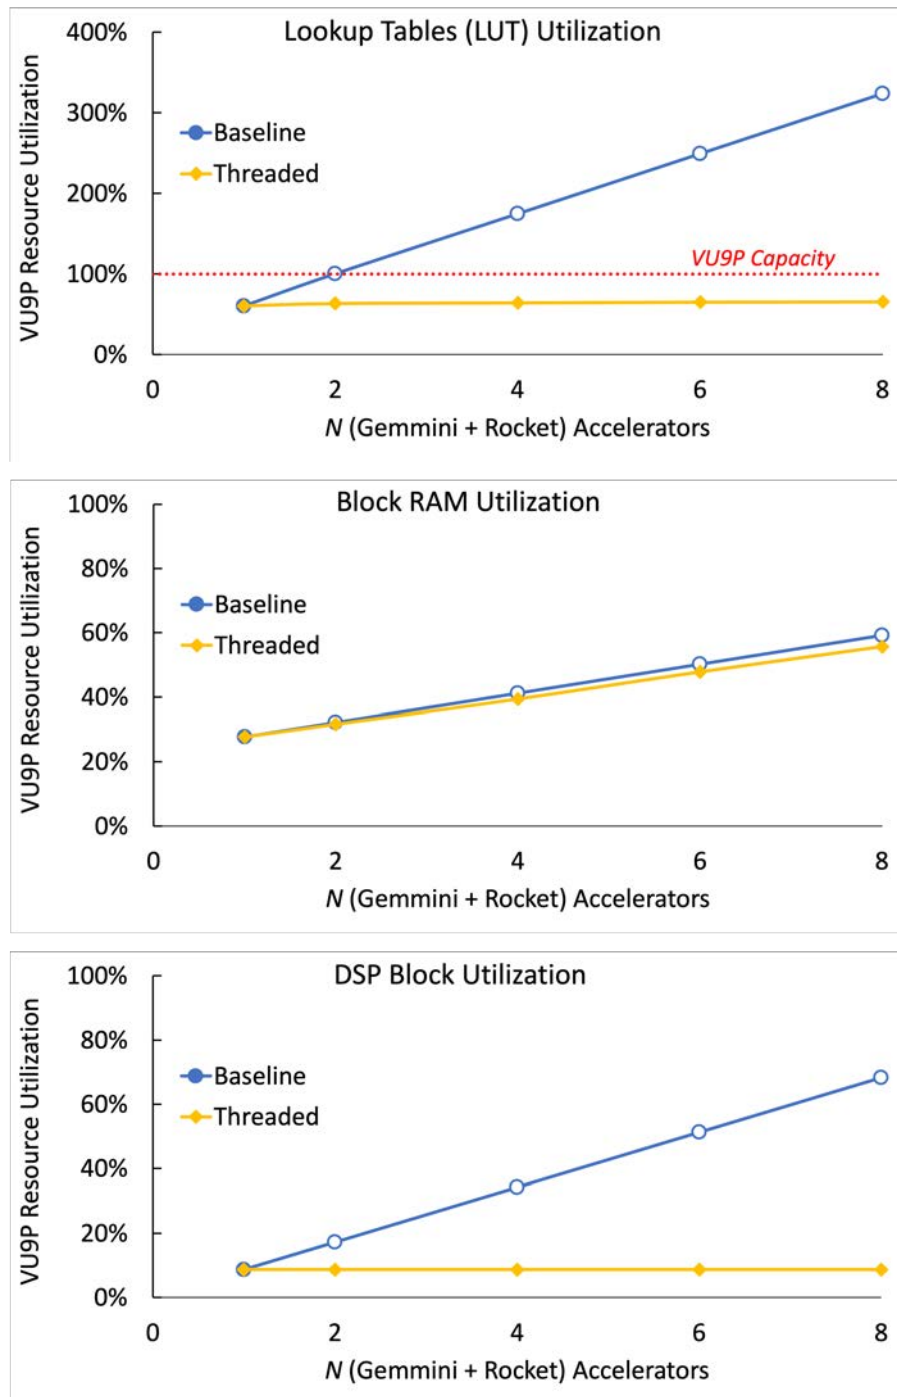 Lookup Tables (LUT) Utilization
VU9P Resource Utilization
400%
300%
200%
100%
0%
Baseline
Threaded
VU9P Capacity
0 2 4 6 8
N (Gemmini + Rocket) Accelerators
Block RAM Utilization
VU9P Resource Utilization
100%
80%
60%
40%
20%
0%
Baseline
Threaded
0 2 4 6 8
N (Gemmini + Rocket) Accelerators
DSP Block Utilization
VU9P Resource Utilization
100%
80%
60%
40%
20%
0%
Baseline
Threaded
0 2 4 6 8
N (Gemmini + Rocket) Accelerators